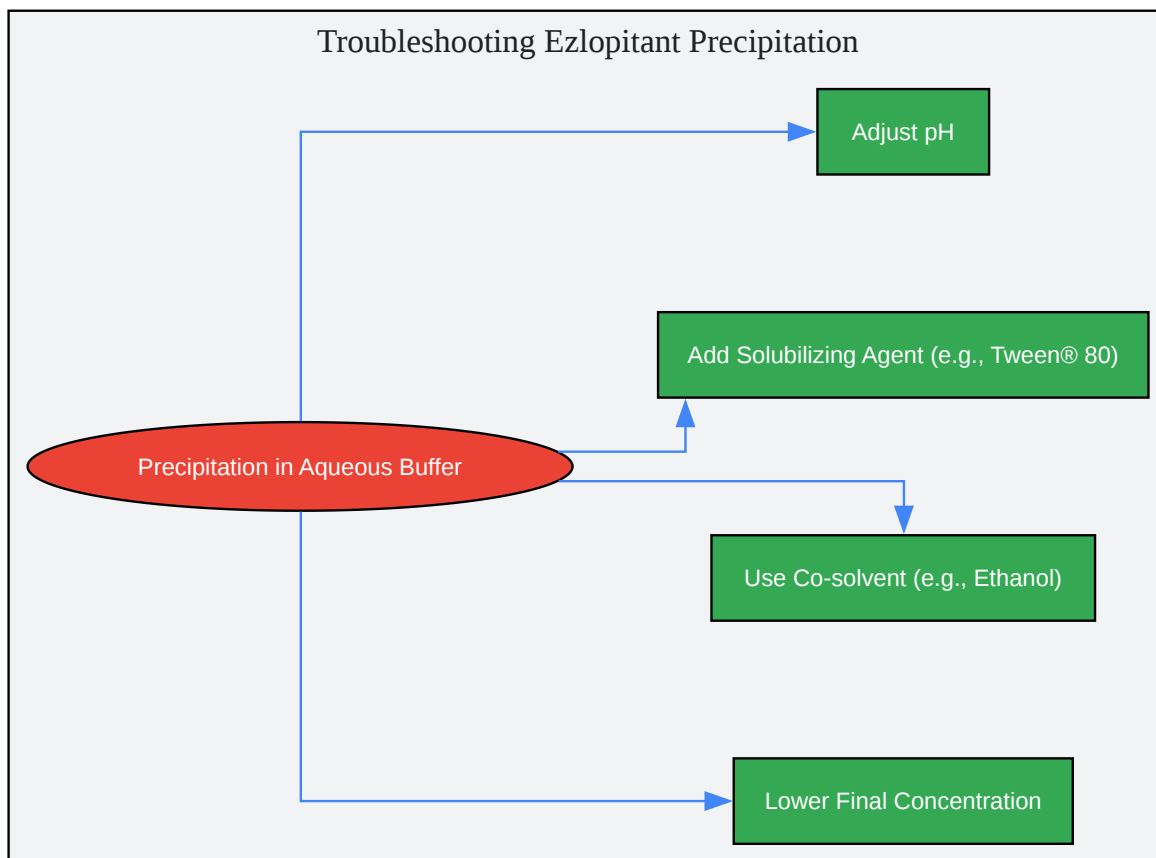 Troubleshooting Ezlopitant Precipitation
Adjust pH
Add Solubilizing Agent (e.g., Tween® 80)
Precipitation in Aqueous Buffer
Use Co-solvent (e.g., Ethanol)
Lower Final Concentration